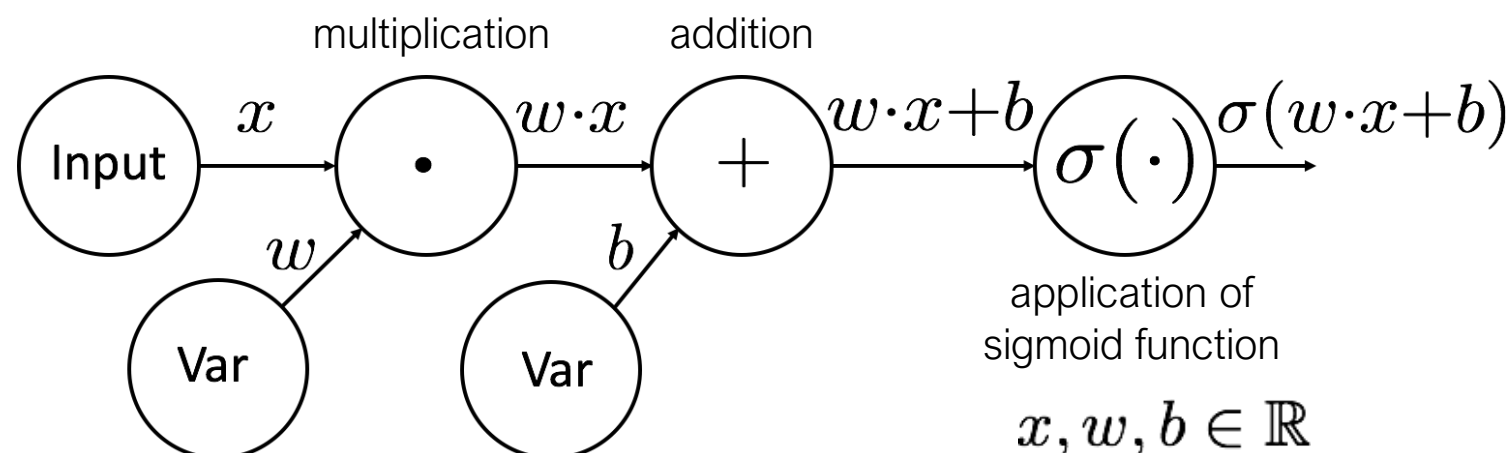 multiplication addition
x w·x w·x+b σ(w·x+b)
Input · + σ(·)
w b
Var Var
application of
sigmoid function
x, w, b ∈ ℝ